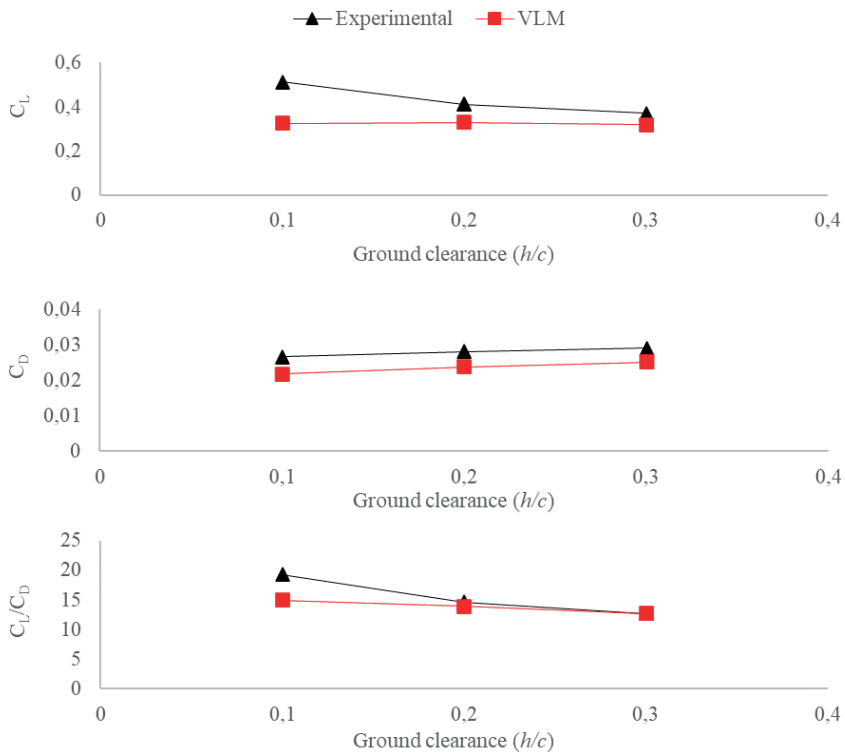 Experimental VLM
0,6
0,4
0,2
0
C_L
0 0,1 0,2 0,3 0,4
Ground clearance (h/c)
0,04
0,03
0,02
0,01
0
C_D
0 0,1 0,2 0,3 0,4
Ground clearance (h/c)
25
20
15
10
5
0
C_L/C_D
0 0,1 0,2 0,3 0,4
Ground clearance (h/c)